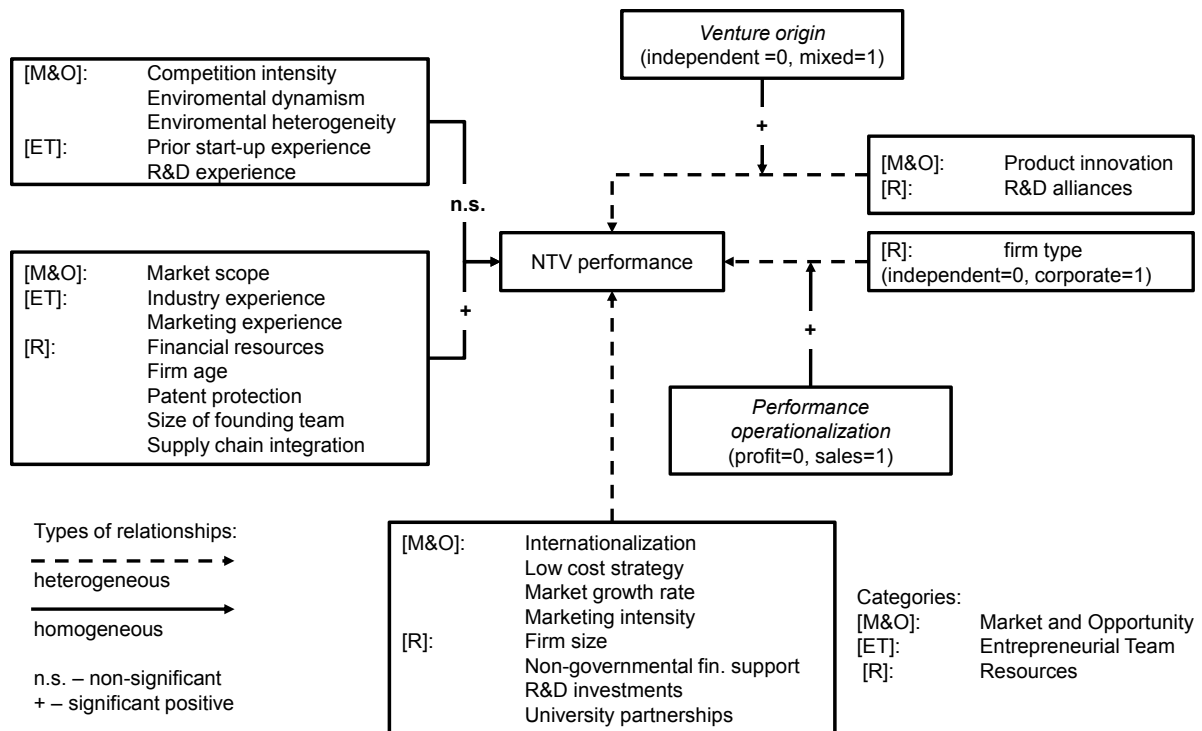 Venture origin
(independent =0, mixed=1)
[M&O]: Competition intensity
Enviromental dynamism
Enviromental heterogeneity
[ET]: Prior start-up experience
R&D experience
+
[M&O]: Product innovation
[R]: R&D alliances
n.s.
[R]: firm type
(independent=0, corporate=1)
NTV performance
[M&O]: Market scope
[ET]: Industry experience
Marketing experience
[R]: Financial resources
Firm age
Patent protection
Size of founding team
Supply chain integration
+
+
Performance
operationalization
(profit=0, sales=1)
Types of relationships:
heterogeneous
homogeneous
n.s. – non-significant
+ – significant positive
[M&O]: Internationalization
Low cost strategy
Market growth rate
Marketing intensity
[R]: Firm size
Non-governmental fin. support
R&D investments
University partnerships
Categories:
[M&O]: Market and Opportunity
[ET]: Entrepreneurial Team
[R]: Resources